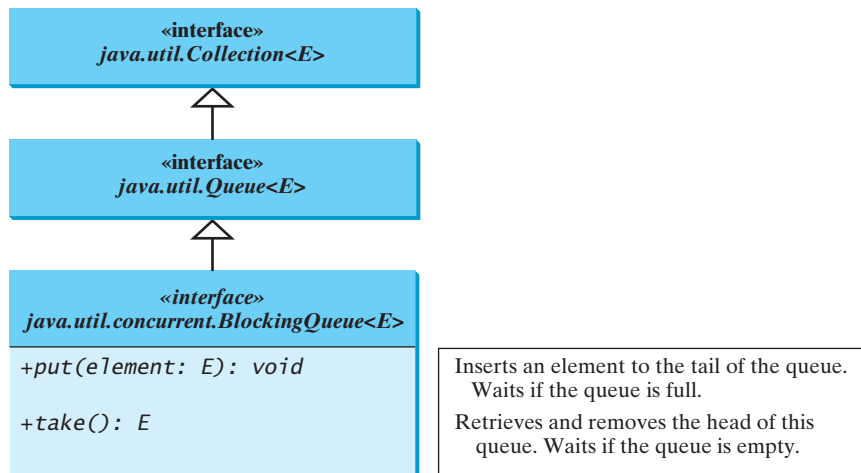 «interface»
java.util.Collection<E>
«interface»
java.util.Queue<E>
«interface»
java.util.concurrent.BlockingQueue<E>
+put(element: E): void
+take(): E
Inserts an element to the tail of the queue.
Waits if the queue is full.
Retrieves and removes the head of this
queue. Waits if the queue is empty.